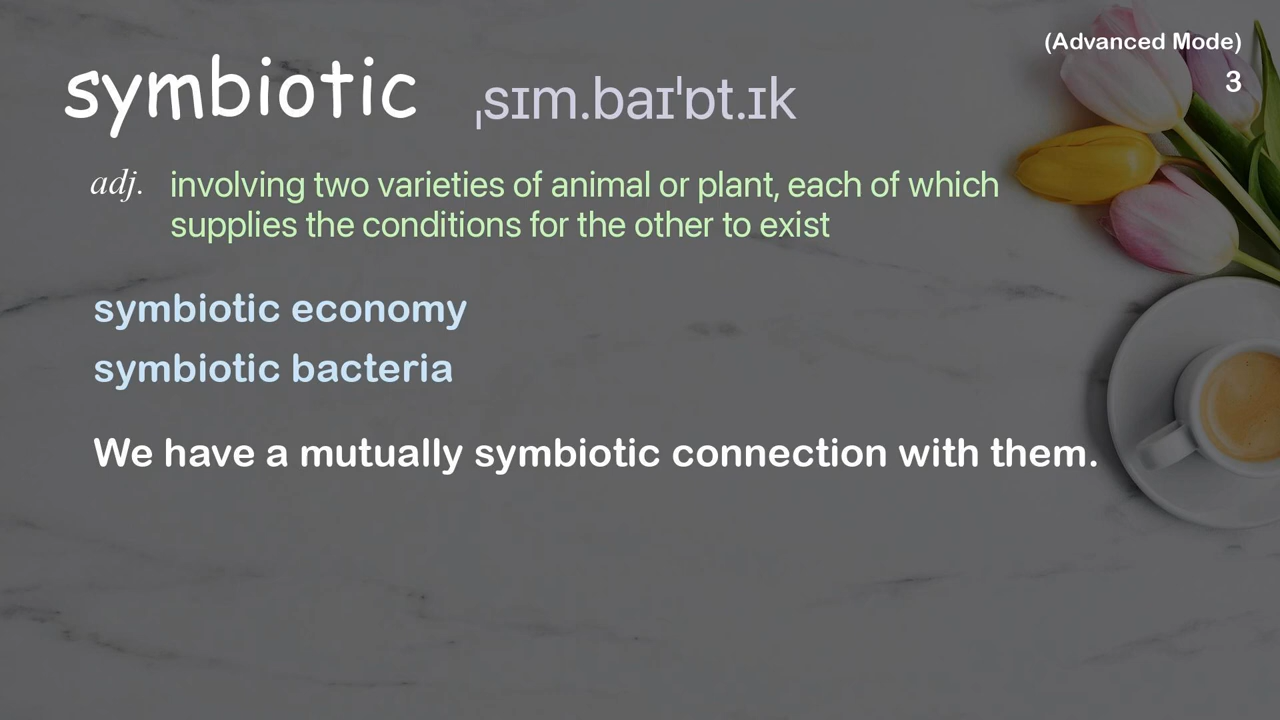 (Advanced Mode)
3
symbiotic ˌsɪm.baɪˈɒt.ɪk
adj. involving two varieties of animal or plant, each of which
supplies the conditions for the other to exist
symbiotic economy
symbiotic bacteria
We have a mutually symbiotic connection with them.